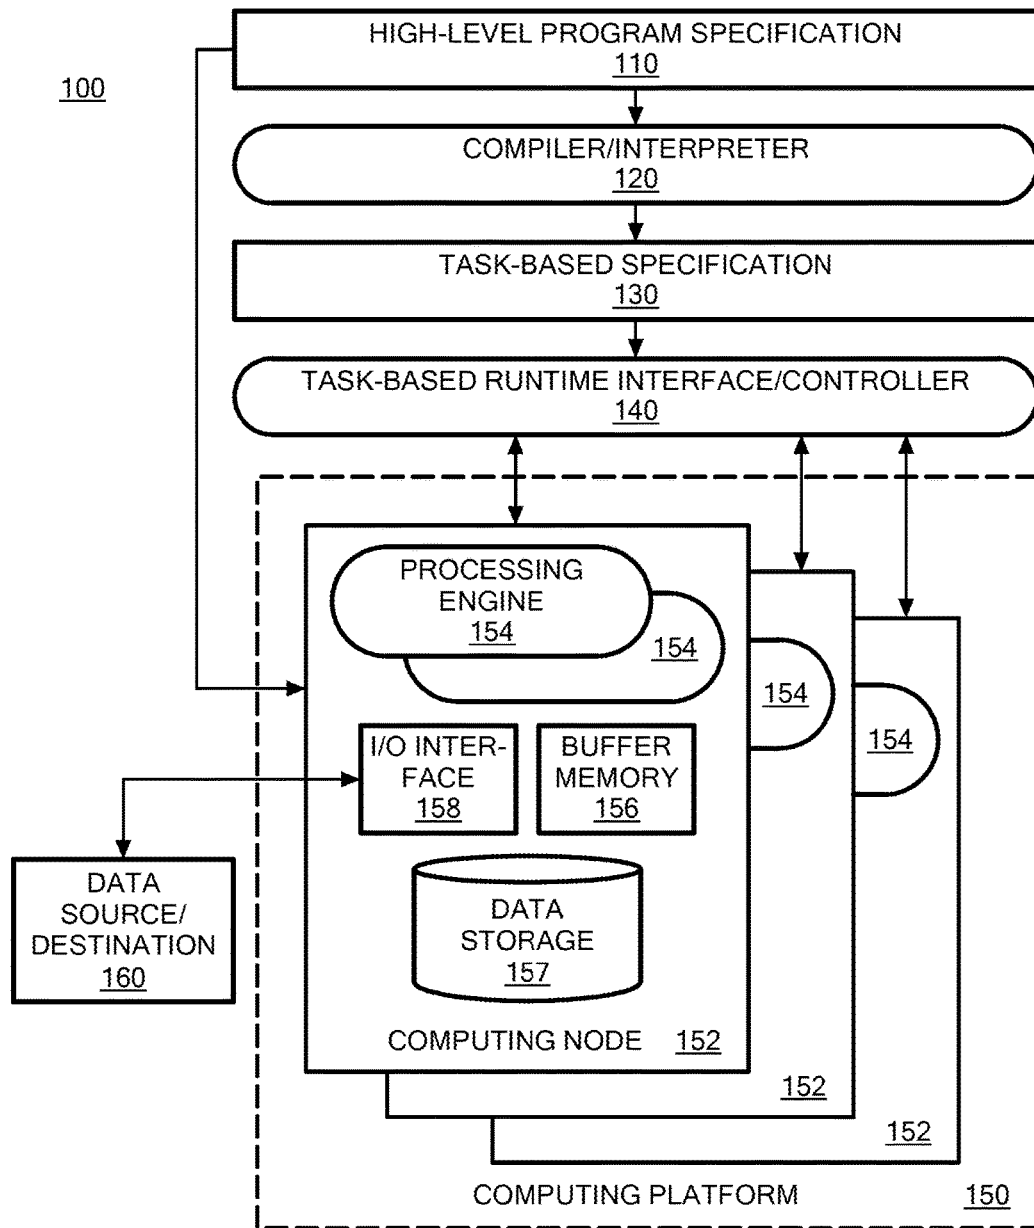 HIGH-LEVEL PROGRAM SPECIFICATION
110
100
COMPILER/INTERPRETER
120
TASK-BASED SPECIFICATION
130
TASK-BASED RUNTIME INTERFACE/CONTROLLER
140
PROCESSING
ENGINE
154
154
154
154
I/O INTER-
FACE
158
BUFFER
MEMORY
156
DATA
SOURCE/
DESTINATION
160
DATA
STORAGE
157
COMPUTING NODE 152
152
152
COMPUTING PLATFORM 150